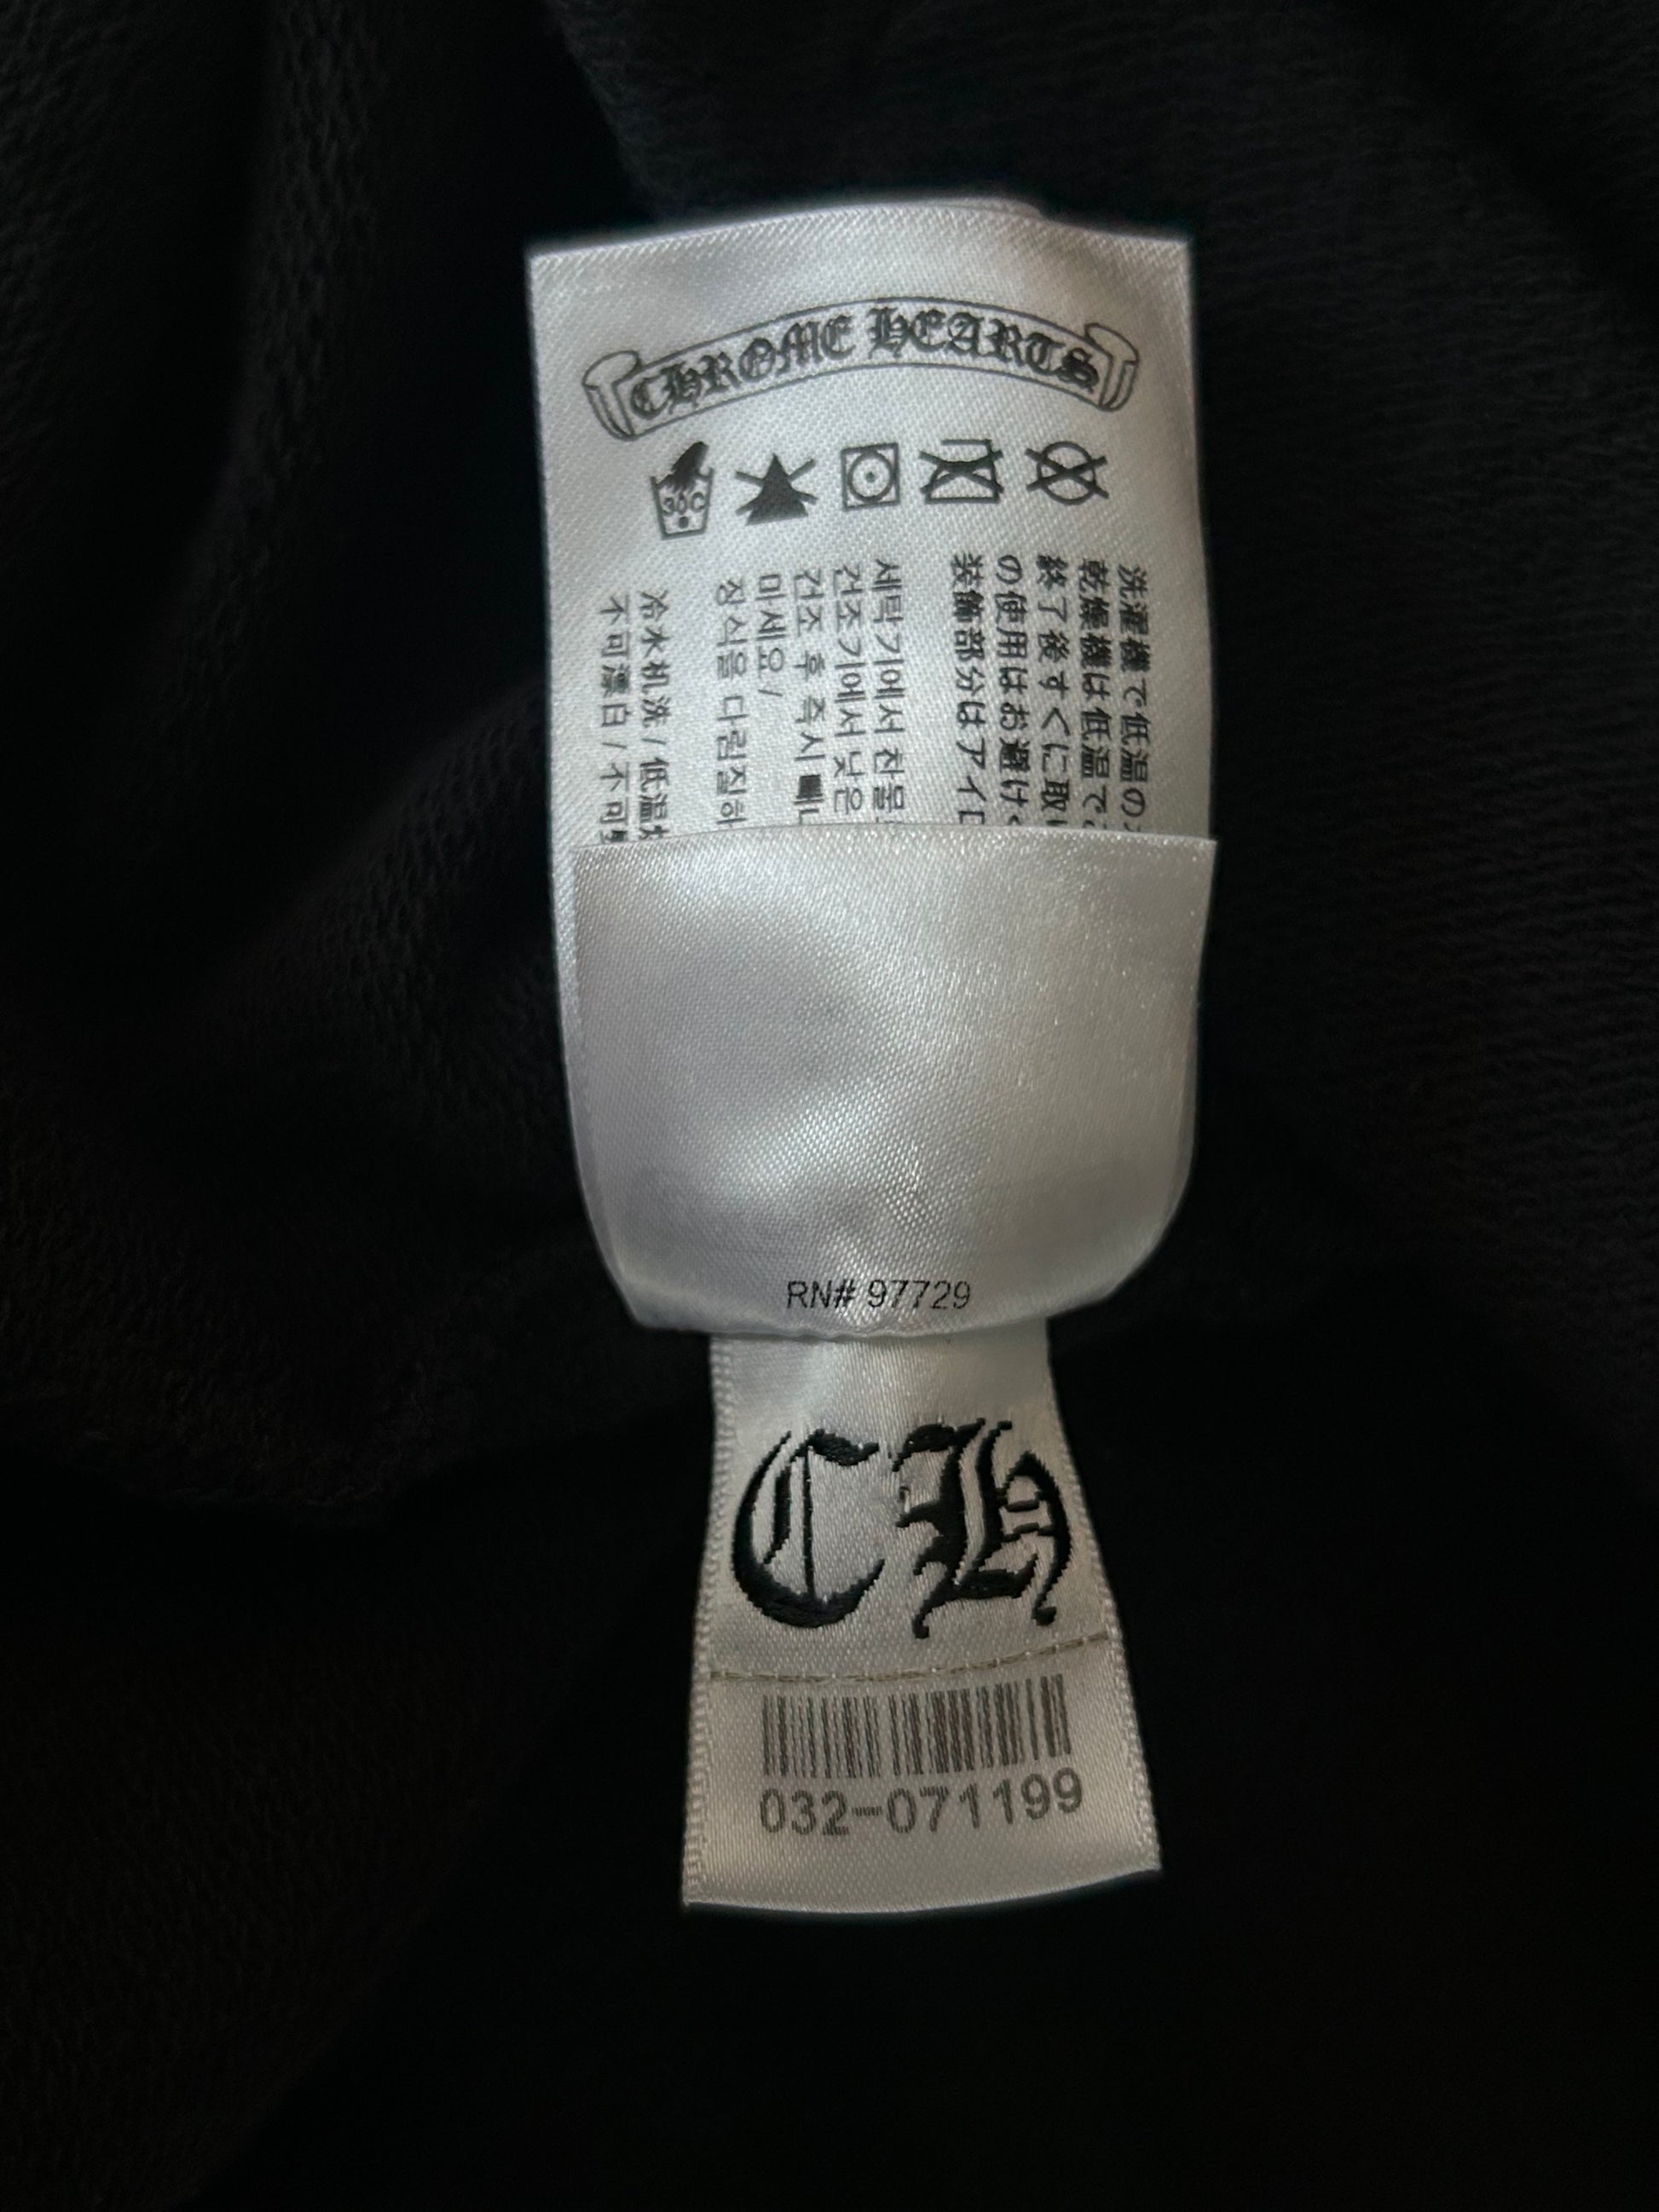 CHROME HEARTS
30C
洗濯機で低温の
乾燥機は低温で
終了後すぐに取
の使用はお避け
装飾部分はアイロ
세탁기에서 찬물
건조기에서 낮은
건조 후 즉시
미세요 /
장식을 다림질하
冷水机洗 / 低温
不可漂白 / 不可
RN# 97729
CH
032-071199